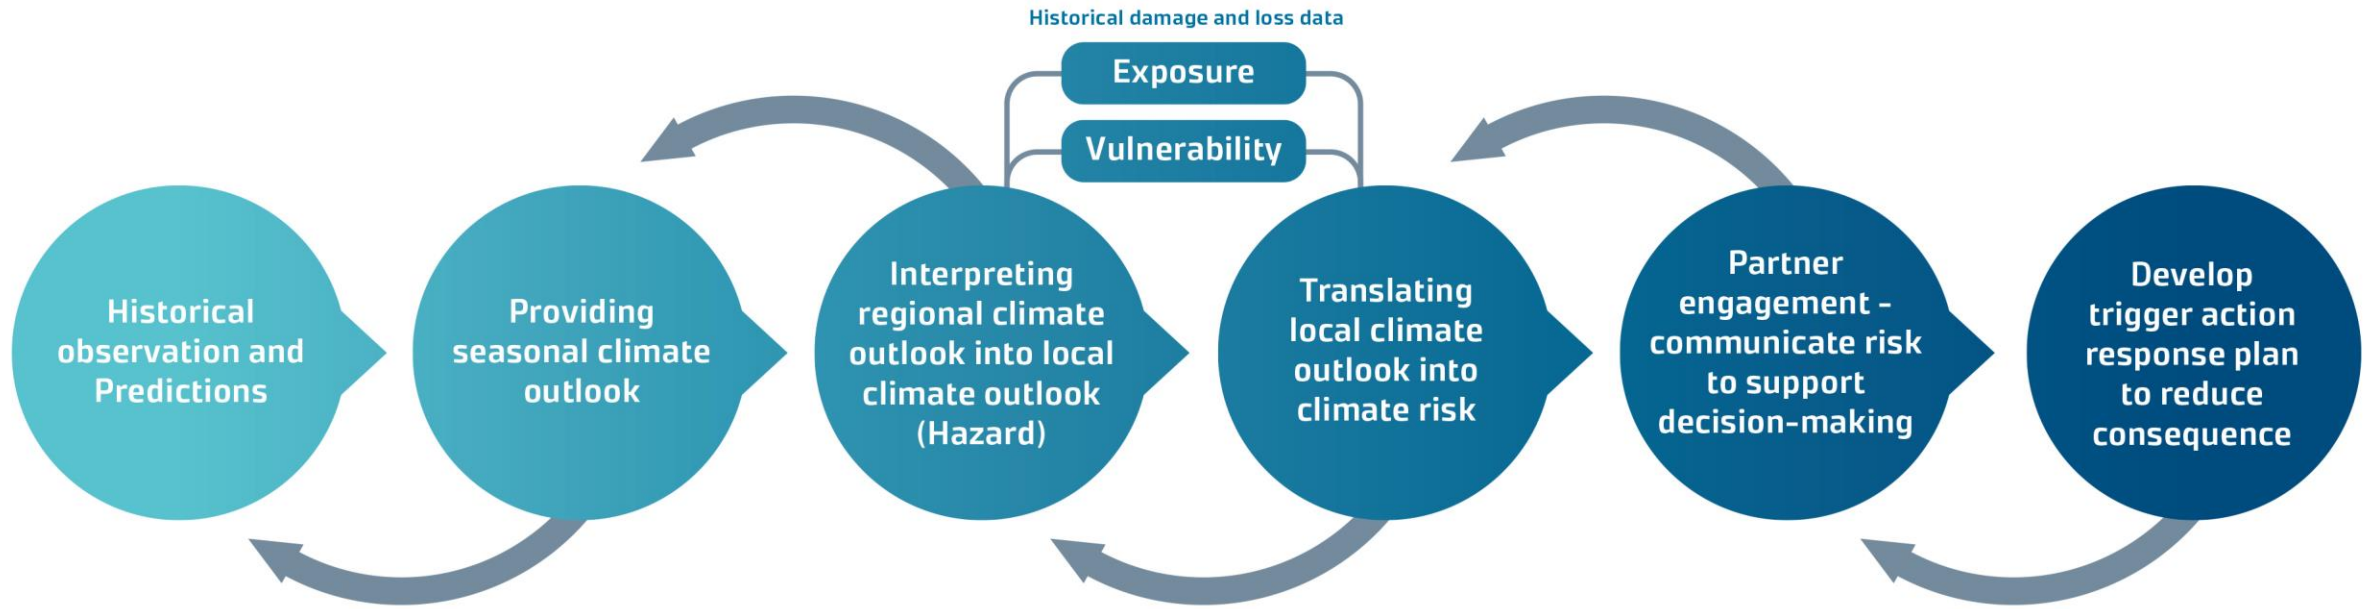 Historical damage and loss data
Exposure
Vulnerability
Historical
observation and
Predictions
Providing
seasonal climate
outlook
Interpreting
regional climate
outlook into local
climate outlook
(Hazard)
Translating
local climate
outlook into
climate risk
Partner
engagement -
communicate risk
to support
decision-making
Develop
trigger action
response plan
to reduce
consequence